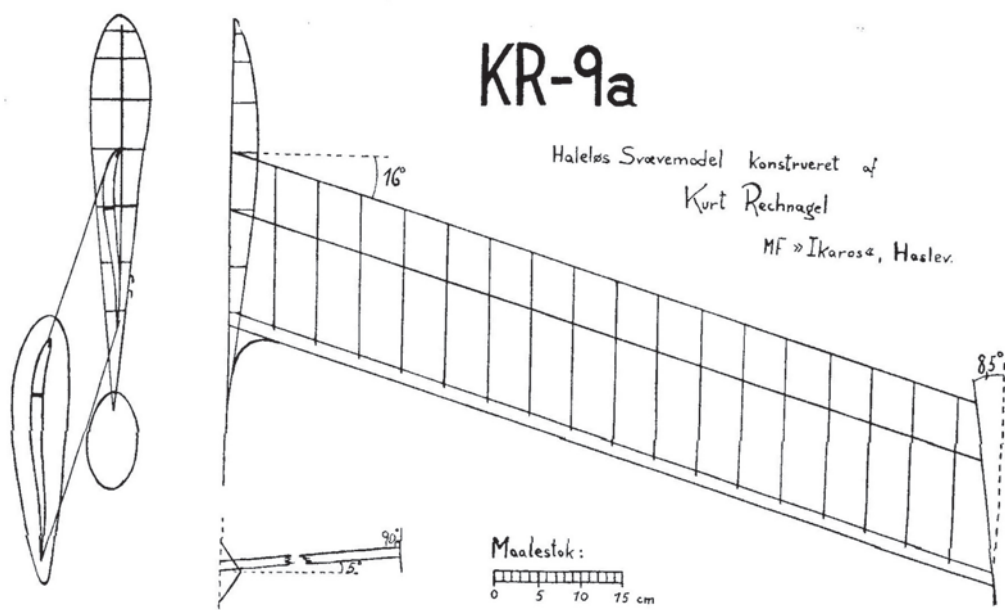 KR-9a
Haleløs Svævemodel konstrueret af
Kurt Rechnagel
MF »Ikaros«, Haslev.
16°
85°
90°
5°
Maalestok:
0 5 10 15 cm